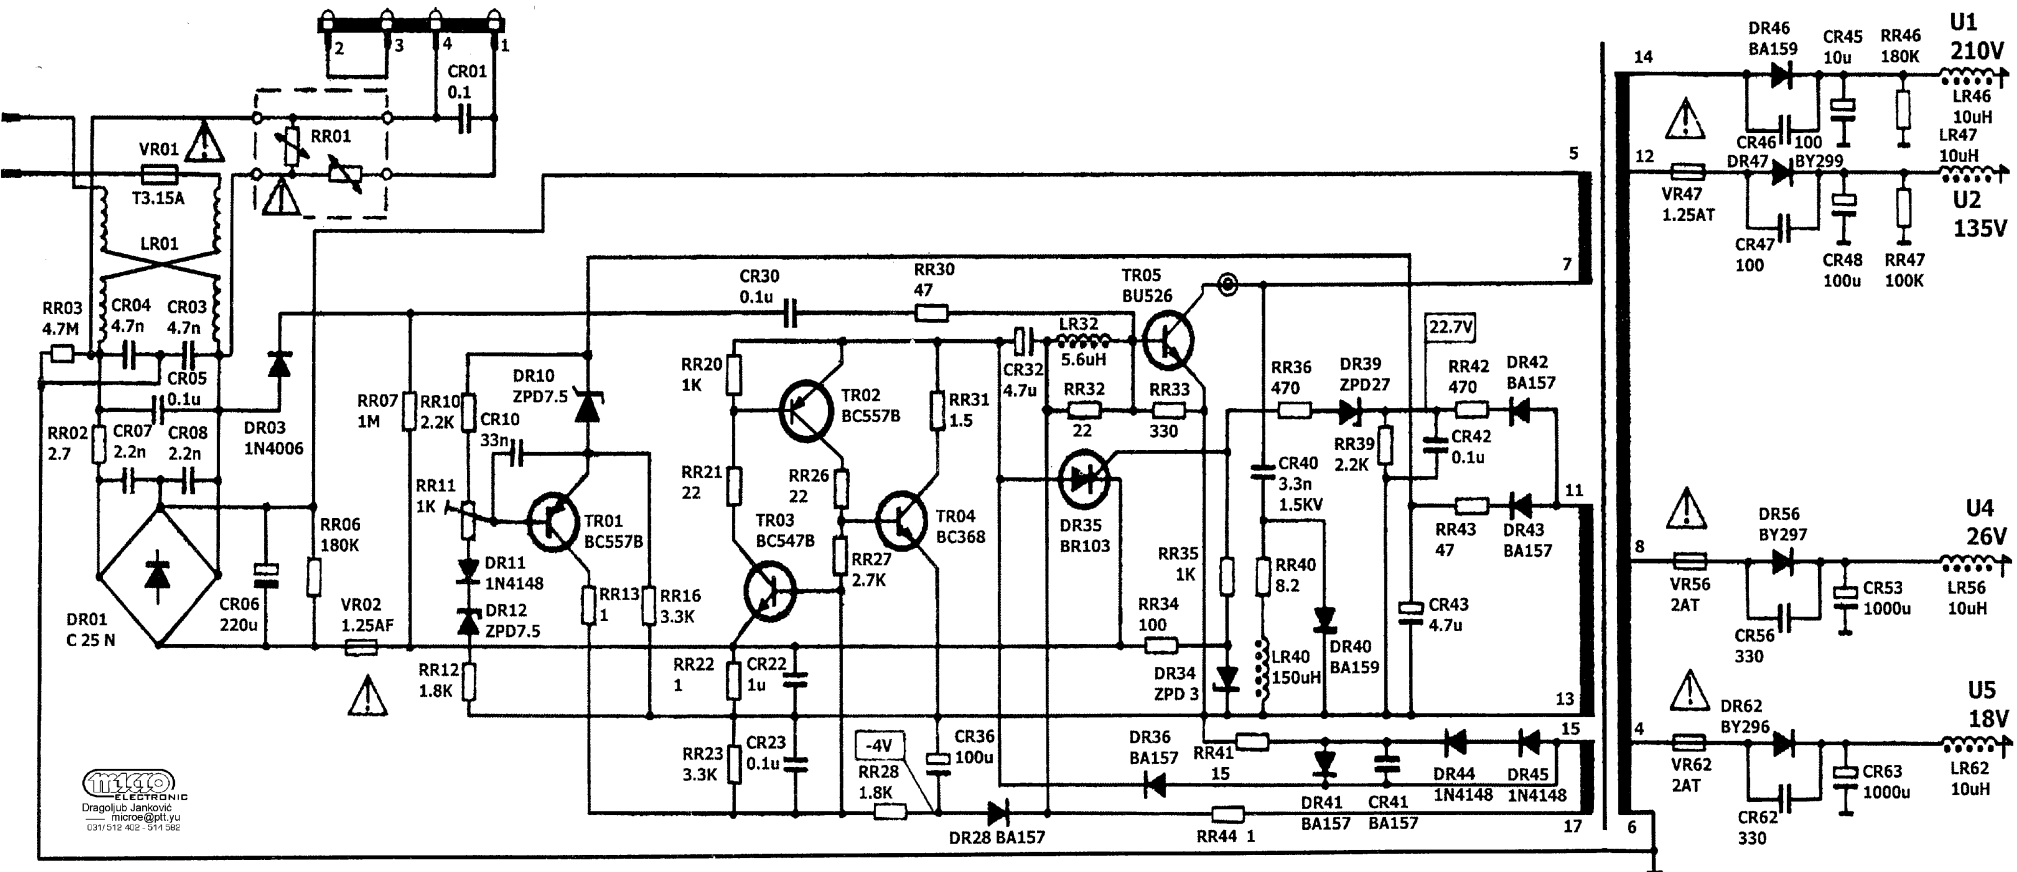 2
3
4
1
CR01
0.1
RR01
VR01
T3.15A
LR01
RR03
4.7M
CR04
4.7n
CR03
4.7n
CR05
0.1u
RR02
2.7
CR07
2.2n
CR08
2.2n
DR03
1N4006
DR01
C 25 N
CR06
220u
RR06
180K
VR02
1.25AF
RR07
1M
RR10
2.2K
CR10
33n
DR10
ZPD7.5
RR11
1K
TR01
BC557B
DR11
1N4148
DR12
ZPD7.5
RR12
1.8K
RR13
1
RR16
3.3K
CR30
0.1u
RR30
47
RR20
1K
TR02
BC557B
RR21
22
RR26
22
TR03
BC547B
RR27
2.7K
TR04
BC368
RR31
1.5
RR22
1
CR22
1u
RR23
3.3K
CR23
0.1u
-4V
RR28
1.8K
CR36
100u
DR28 BA157
CR32
4.7u
LR32
5.6uH
RR32
22
RR33
330
TR05
BU526
DR35
BR103
RR35
1K
RR34
100
DR34
ZPD 3
DR36
BA157
RR41
15
RR44 1
RR36
470
DR39
ZPD27
22.7V
RR42
470
DR42
BA157
RR39
2.2K
CR42
0.1u
CR40
3.3n
1.5KV
RR43
47
DR43
BA157
RR40
8.2
LR40
150uH
DR40
BA159
CR43
4.7u
DR41
BA157
CR41
BA157
DR44
1N4148
DR45
1N4148
5
7
11
13
15
17
14
12
8
4
6
DR46
BA159
CR45
10u
RR46
180K
U1
210V
LR46
10uH
CR46 100
VR47
1.25AT
DR47 BY299
LR47
10uH
U2
135V
CR47
100
CR48
100u
RR47
100K
VR56
2AT
DR56
BY297
CR56
330
CR53
1000u
U4
26V
LR56
10uH
VR62
2AT
DR62
BY296
CR62
330
CR63
1000u
U5
18V
LR62
10uH
micro
ELECTRONIC
Dragoljub Janković
microe@ptt.yu
031/ 512 402 - 514 582